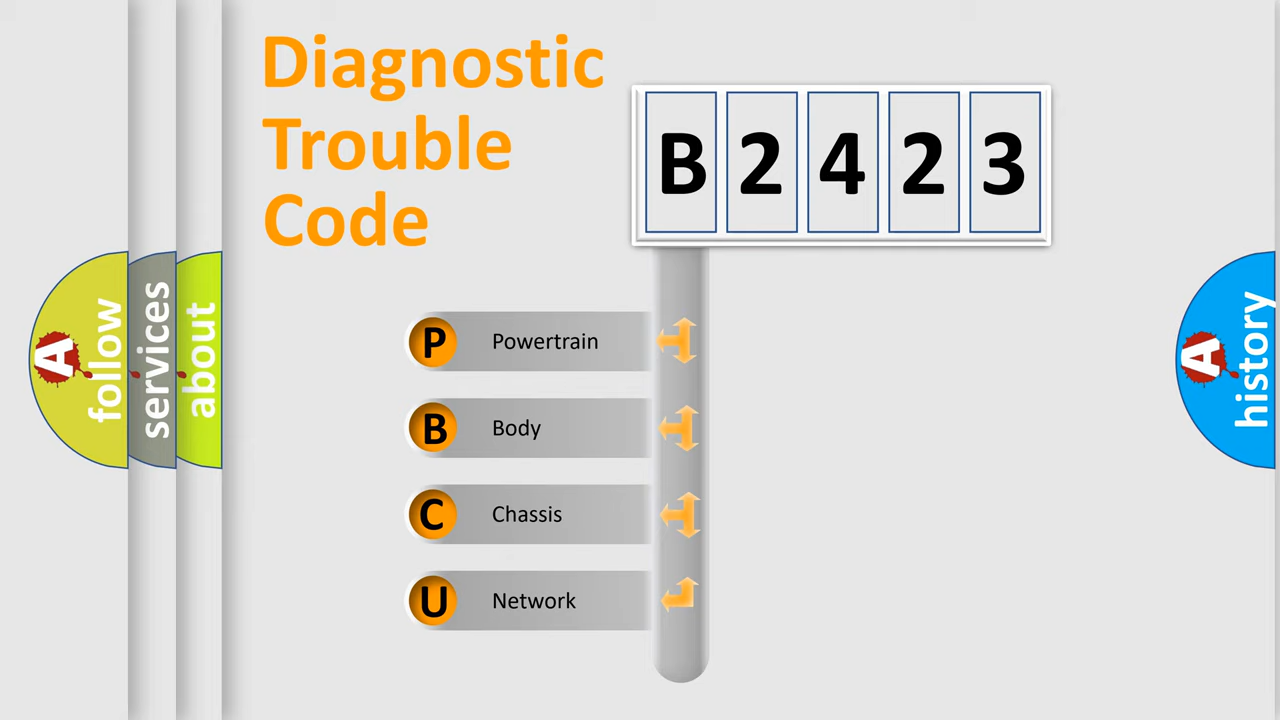 Diagnostic
Trouble
Code
B 2 4 2 3
P Powertrain
B Body
C Chassis
U Network
A follow
services
about
A history